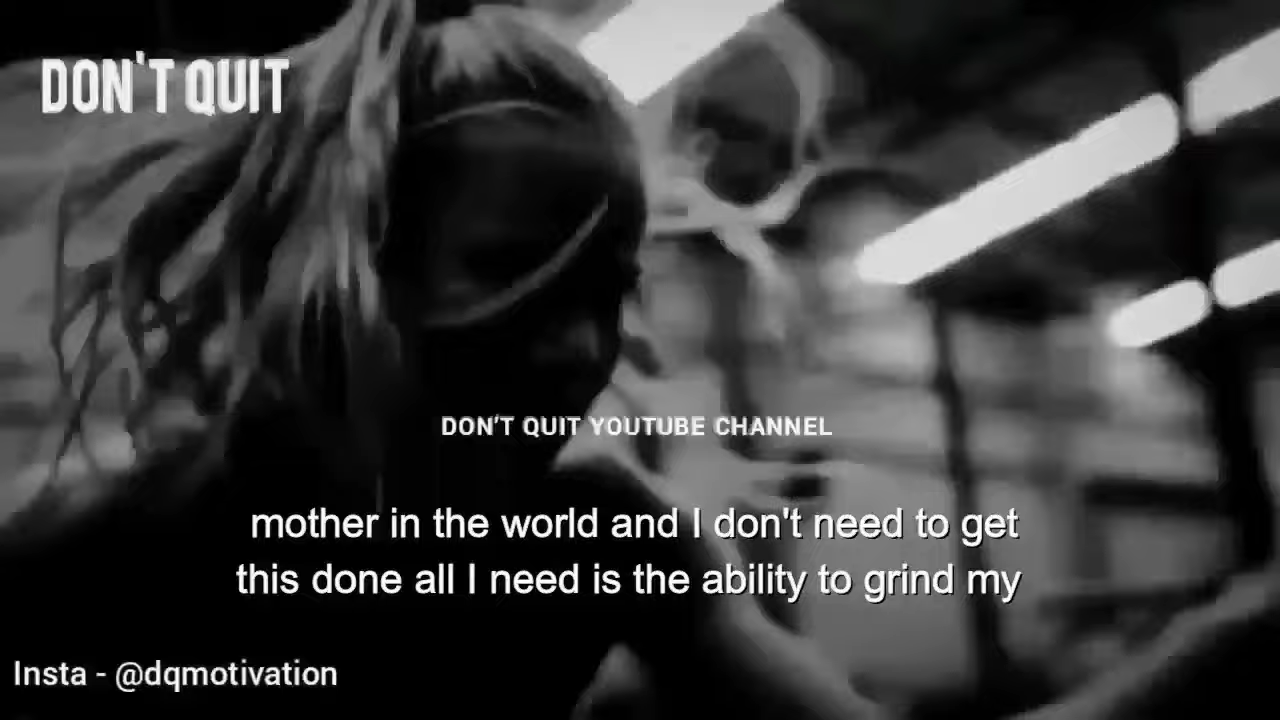 DON'T QUIT
DON'T QUIT YOUTUBE CHANNEL
mother in the world and I don't need to get
this done all I need is the ability to grind my
Insta - @dqmotivation